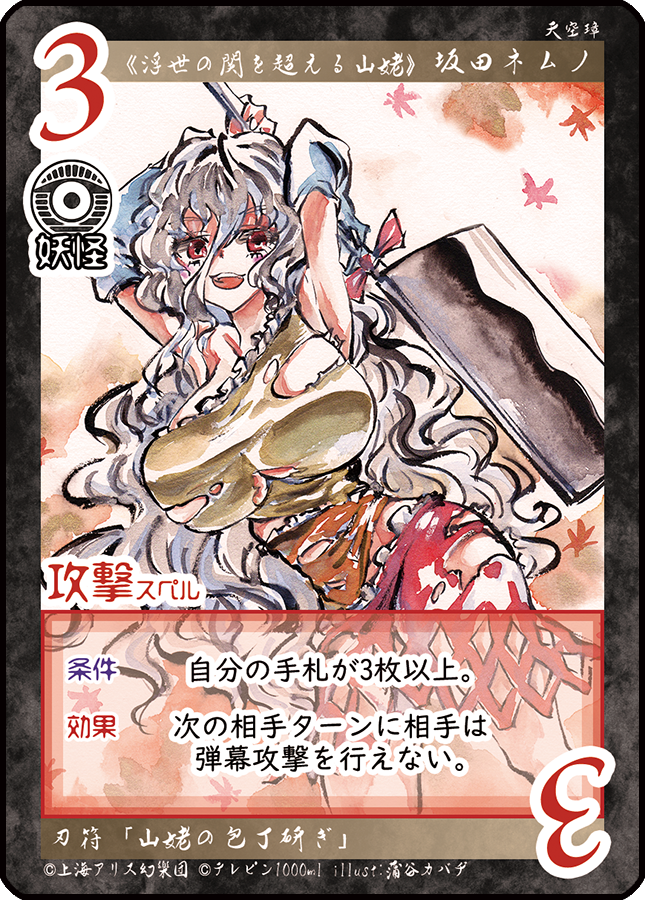 天空璋
3
《浮世の関を超える山姥》 坂田ネムノ
妖怪
攻撃スペル
条件 自分の手札が3枚以上。
効果 次の相手ターンに相手は
弾幕攻撃を行えない。
刃符「山姥の包丁研ぎ」
3
©上海アリス幻樂団 ©テレピン1000ml illust:蒲谷カバヂ